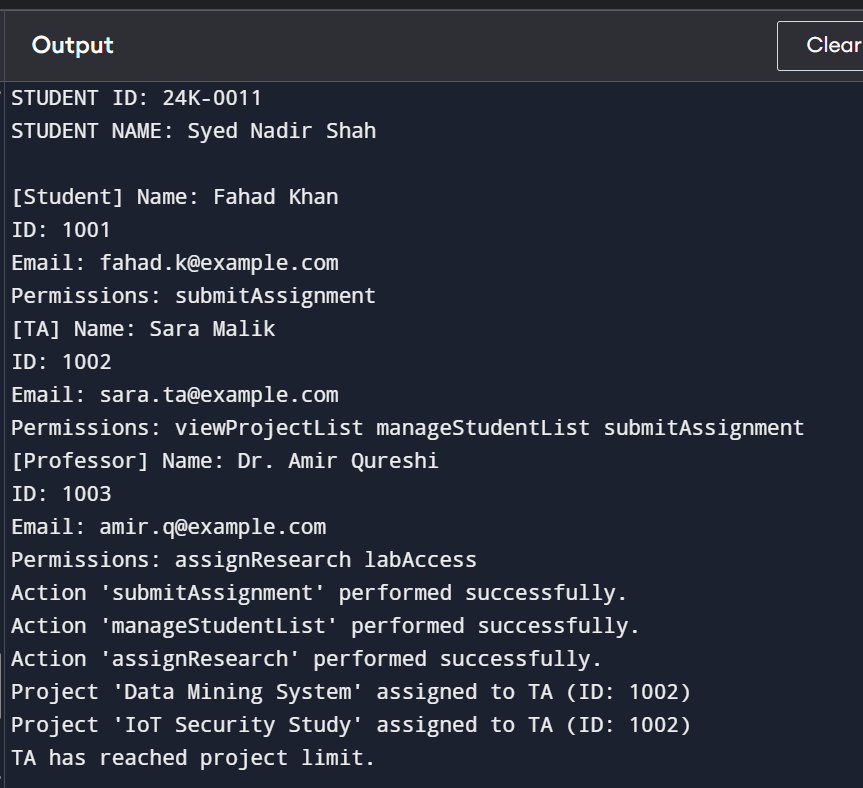 Output
Clear
STUDENT ID: 24K-0011
STUDENT NAME: Syed Nadir Shah
[Student] Name: Fahad Khan
ID: 1001
Email: fahad.k@example.com
Permissions: submitAssignment
[TA] Name: Sara Malik
ID: 1002
Email: sara.ta@example.com
Permissions: viewProjectList manageStudentList submitAssignment
[Professor] Name: Dr. Amir Qureshi
ID: 1003
Email: amir.q@example.com
Permissions: assignResearch labAccess
Action 'submitAssignment' performed successfully.
Action 'manageStudentList' performed successfully.
Action 'assignResearch' performed successfully.
Project 'Data Mining System' assigned to TA (ID: 1002)
Project 'IoT Security Study' assigned to TA (ID: 1002)
TA has reached project limit.